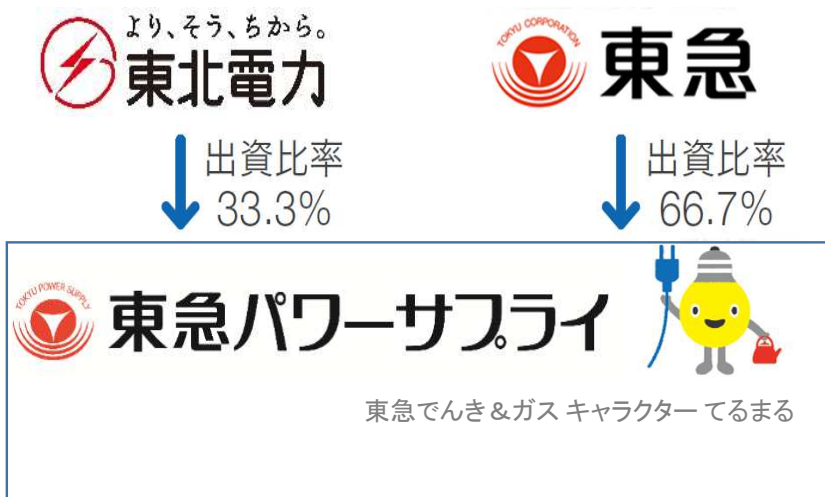 より、そう、ちから。
東北電力
TOKYU CORPORATION
東急
出資比率
33.3%
出資比率
66.7%
TOKYU POWER SUPPLY
東急パワーサプライ
東急でんき&ガス キャラクター てるまる